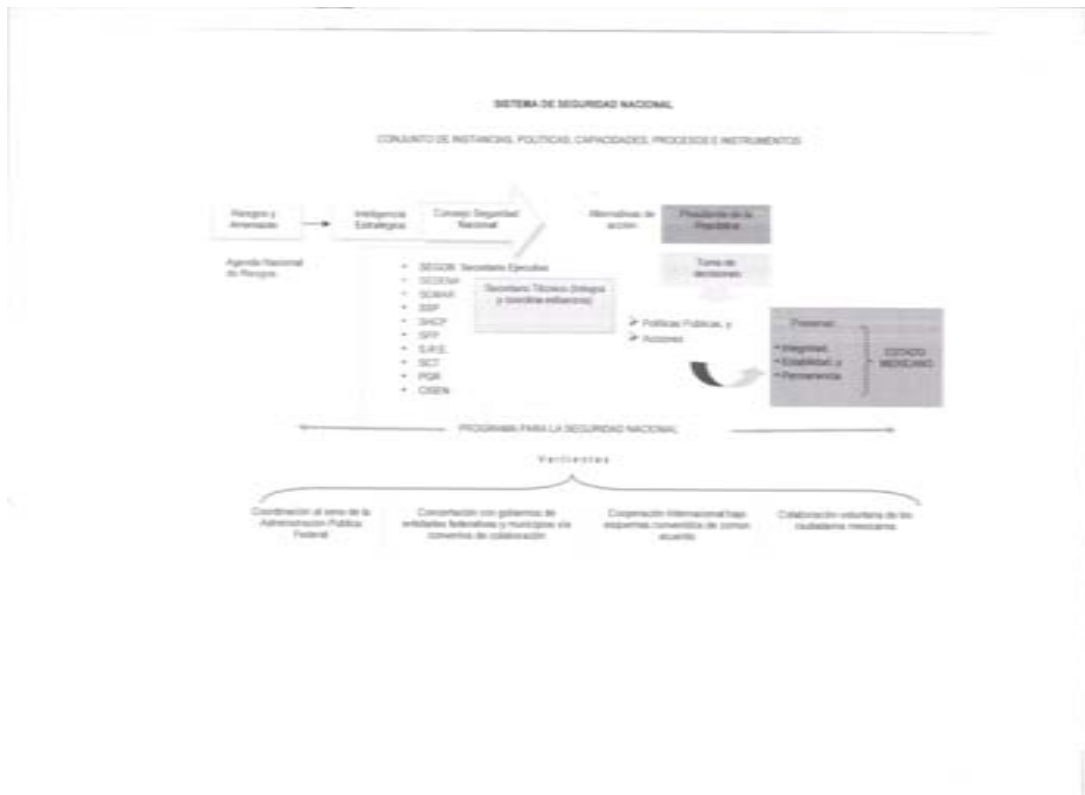 SISTEMA DE SEGURIDAD NACIONAL
CONJUNTO DE INSTANCIAS, POLÍTICAS, CAPACIDADES, PROCESOS E INSTRUMENTOS
Riesgos y
Amenazas
Inteligencia
Estratégica
Consejo Seguridad
Nacional
Alternativas de
acción
Presidente de la
República
Agenda Nacional
de Riesgos
Toma de
decisiones
• SEGOB: Secretario Ejecutivo
• SEDENA
• SEMAR
• SSP
• SHCP
• SFP
• S.R.E.
• SCT
• PGR
• CISEN
Secretario Técnico (Integra
y coordina esfuerzos)
➢ Políticas Públicas, y
➢ Acciones
Preservar:
• Integridad,
• Estabilidad, y
• Permanencia
ESTADO
MEXICANO
PROGRAMA PARA LA SEGURIDAD NACIONAL
Vertientes
Coordinación al seno de la
Administración Pública
Federal
Concertación con gobiernos de
entidades federativas y municipios vía
convenios de colaboración
Cooperación Internacional bajo
esquemas convenidos de común
acuerdo
Colaboración voluntaria de los
ciudadanos mexicanos